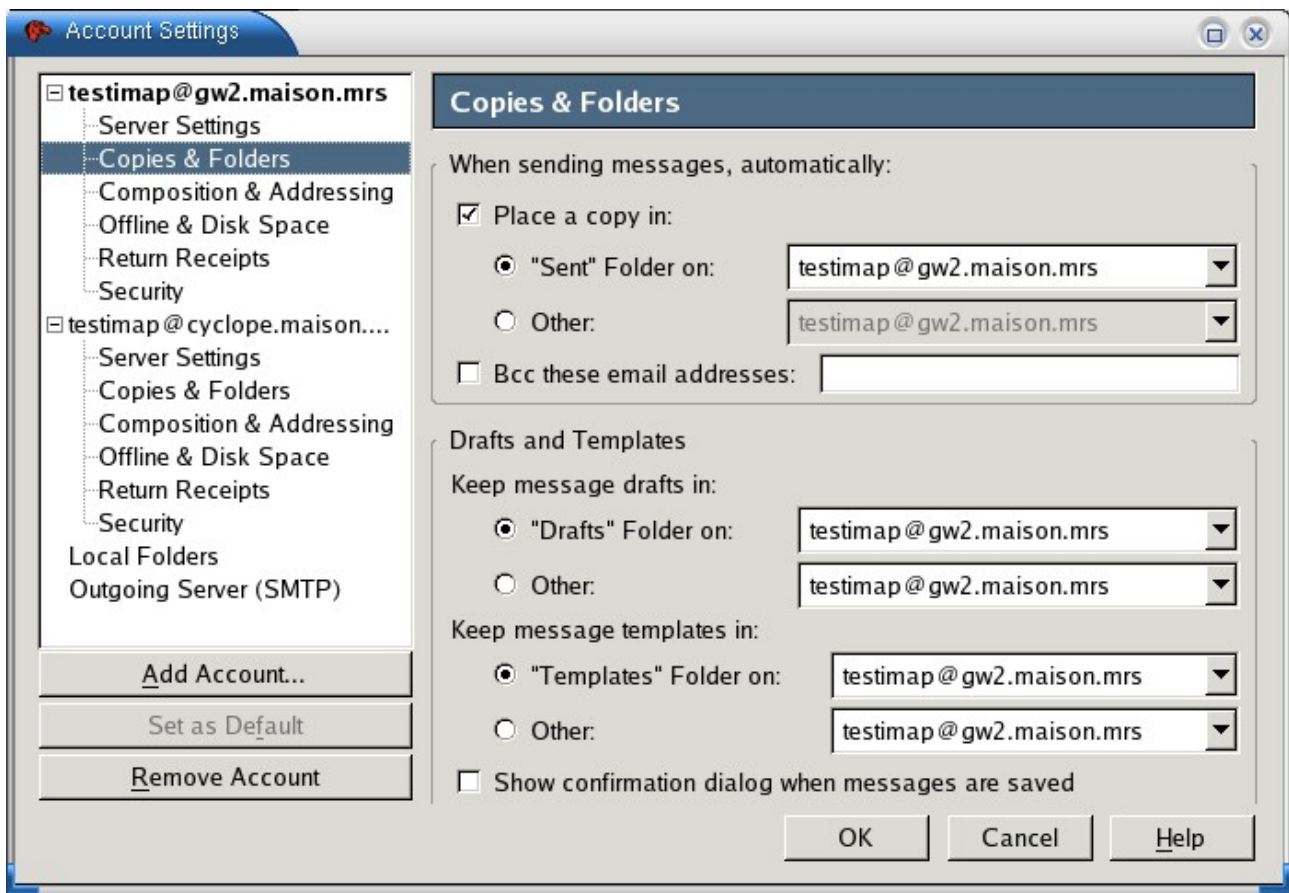 Account Settings
testimap@gw2.maison.mrs
Server Settings
Copies & Folders
Composition & Addressing
Offline & Disk Space
Return Receipts
Security
testimap@cyclope.maison....
Server Settings
Copies & Folders
Composition & Addressing
Offline & Disk Space
Return Receipts
Security
Local Folders
Outgoing Server (SMTP)
Add Account...
Set as Default
Remove Account
Copies & Folders
When sending messages, automatically:
Place a copy in:
"Sent" Folder on: testimap@gw2.maison.mrs
Other: testimap@gw2.maison.mrs
Bcc these email addresses:
Drafts and Templates
Keep message drafts in:
"Drafts" Folder on: testimap@gw2.maison.mrs
Other: testimap@gw2.maison.mrs
Keep message templates in:
"Templates" Folder on: testimap@gw2.maison.mrs
Other: testimap@gw2.maison.mrs
Show confirmation dialog when messages are saved
OK Cancel Help